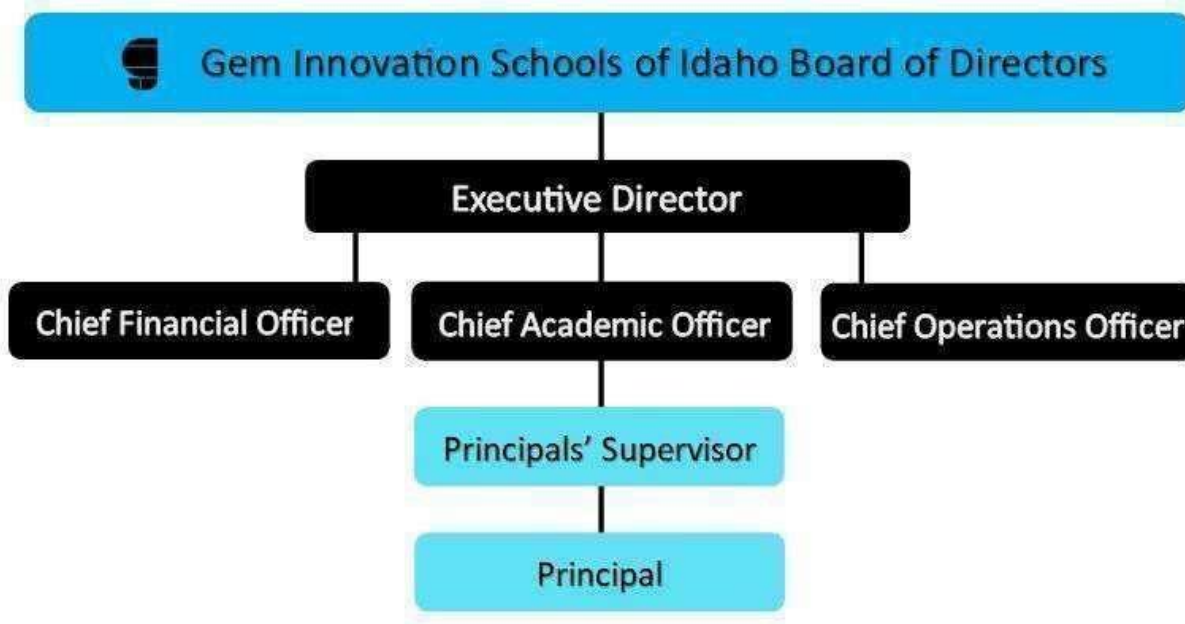 Gem Innovation Schools of Idaho Board of Directors
Executive Director
Chief Financial Officer
Chief Academic Officer
Chief Operations Officer
Principals’ Supervisor
Principal